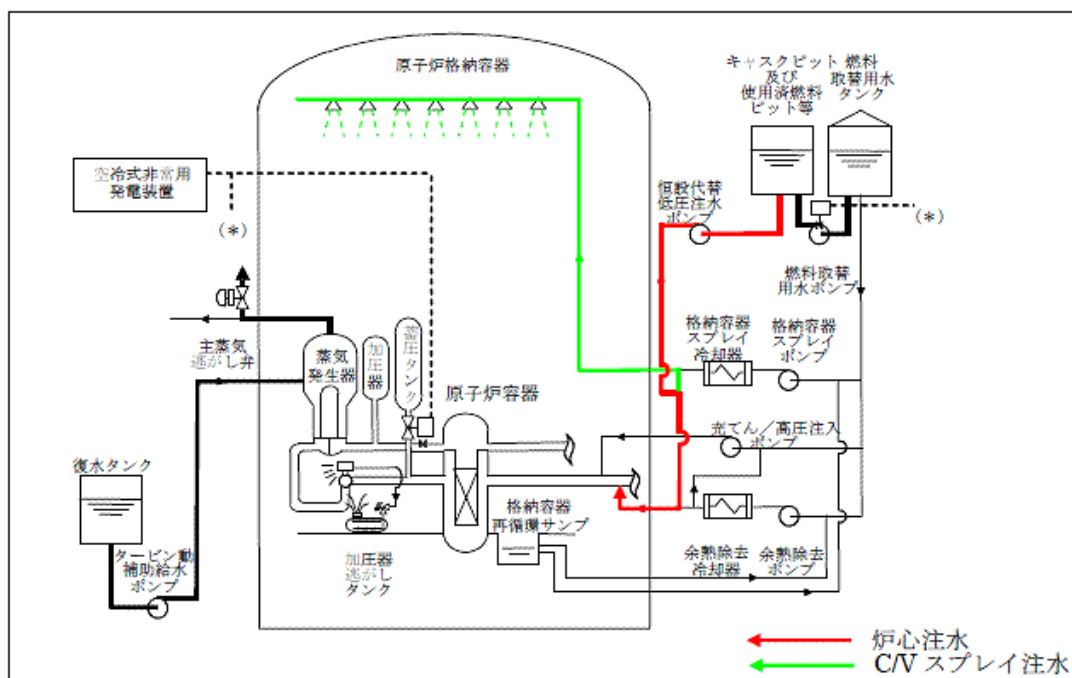 原子炉格納容器
キャスクピット
及び
使用済燃料
ピット等
燃料
取替用水
タンク
空冷式非常用
発電装置
(*)
恒設代替
低圧注水
ポンプ
(*)
燃料取替
用水ポンプ
主蒸気
逃がし弁
蒸気
発生器
加圧器
蓄圧タンク
原子炉容器
格納容器
スプレイ
冷却器
格納容器
スプレイ
ポンプ
充てん/高圧注入
ポンプ
復水タンク
タービン動
補助給水
ポンプ
加圧器
逃がし
タンク
格納容器
再循環サンプ
余熱除去
冷却器
余熱除去
ポンプ
炉心注水
C/V スプレイ注水